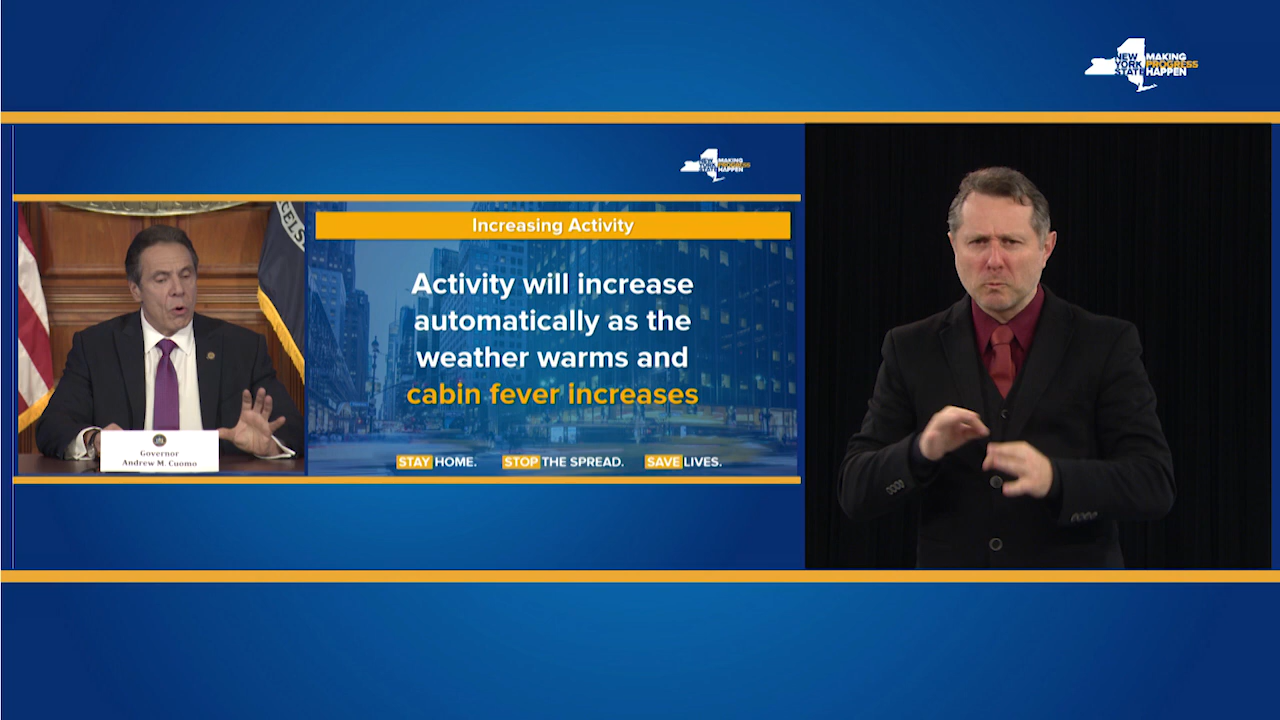 NEW
YORK
STATE
MAKING
PROGRESS
HAPPEN
NEW
YORK
STATE
MAKING
PROGRESS
HAPPEN
CELS
Increasing Activity
Activity will increase
automatically as the
weather warms and
cabin fever increases
Governor
Andrew M. Cuomo
STAY HOME. STOP THE SPREAD. SAVE LIVES.